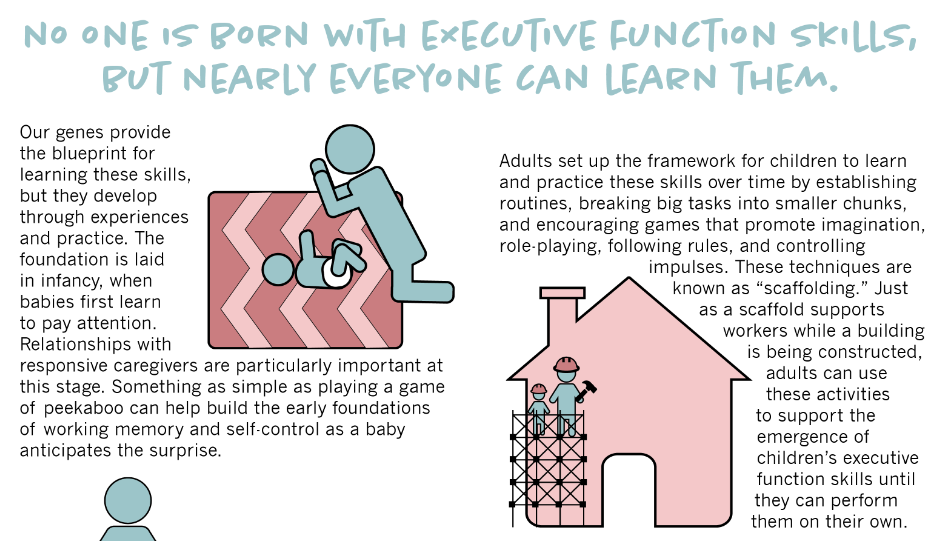 NO ONE IS BORN WITH EXECUTIVE FUNCTION SKILLS,
BUT NEARLY EVERYONE CAN LEARN THEM.
Our genes provide
the blueprint for
learning these skills,
but they develop
through experiences
and practice. The
foundation is laid
in infancy, when
babies first learn
to pay attention.
Relationships with
responsive caregivers are particularly important at
this stage. Something as simple as playing a game
of peekaboo can help build the early foundations
of working memory and self-control as a baby
anticipates the surprise.
Adults set up the framework for children to learn
and practice these skills over time by establishing
routines, breaking big tasks into smaller chunks,
and encouraging games that promote imagination,
role-playing, following rules, and controlling
impulses. These techniques are
known as “scaffolding.” Just
as a scaffold supports
workers while a building
is being constructed,
adults can use
these activities
to support the
emergence of
children’s executive
function skills until
they can perform
them on their own.